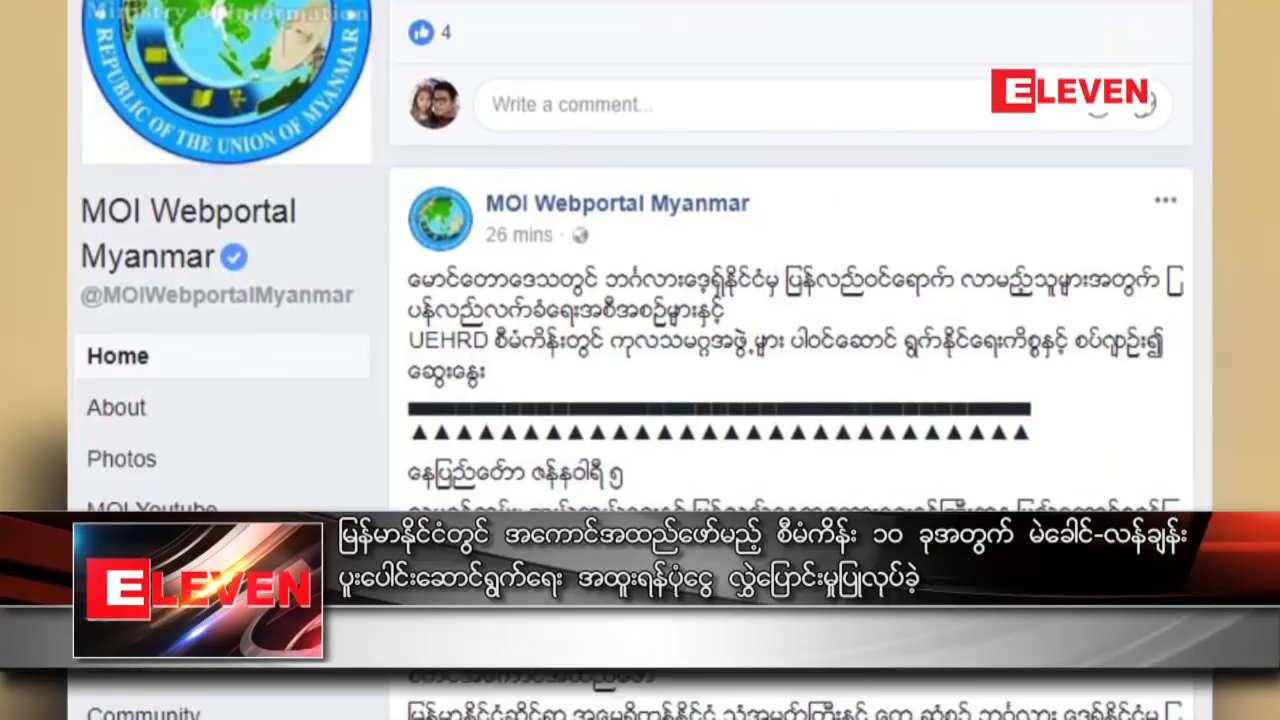 Ministry of Information
REPUBLIC OF THE UNION OF MYANMAR
4
Write a comment...
ELEVEN
MOI Webportal
Myanmar
@MOIWebportalMyanmar
Home
About
Photos
MOI Youtube
MOI Webportal Myanmar
26 mins ·
မောင်တောဒေသတွင် ဘင်္ဂလားဒေ့ရှ်နိုင်ငံမှ ပြန်လည်ဝင်ရောက် လာမည့်သူများအတွက် ပြ
ပန်လည်လက်ခံရေးအစီအစဉ်များနှင့်
UEHRD စီမံကိန်းတွင် ကုလသမဂ္ဂအဖွဲ့များ ပါဝင်ဆောင် ရွက်နိုင်ရေးကိစ္စနှင့် စပ်လျဉ်း၍
ဆွေးနွေး
▲▲▲▲▲▲▲▲▲▲▲▲▲▲▲▲▲▲▲▲▲▲▲▲▲▲▲▲
နေပြည်တော် ဇန်နဝါရီ ၅
ELEVEN
မြန်မာနိုင်ငံတွင် အကောင်အထည်ဖော်မည့် စီမံကိန်း ၁၀ ခုအတွက် မဲခေါင်-လန်ချန်း
ပူးပေါင်းဆောင်ရွက်ရေး အထူးရန်ပုံငွေ လွှဲပြောင်းမှုပြုလုပ်ခဲ့
Community